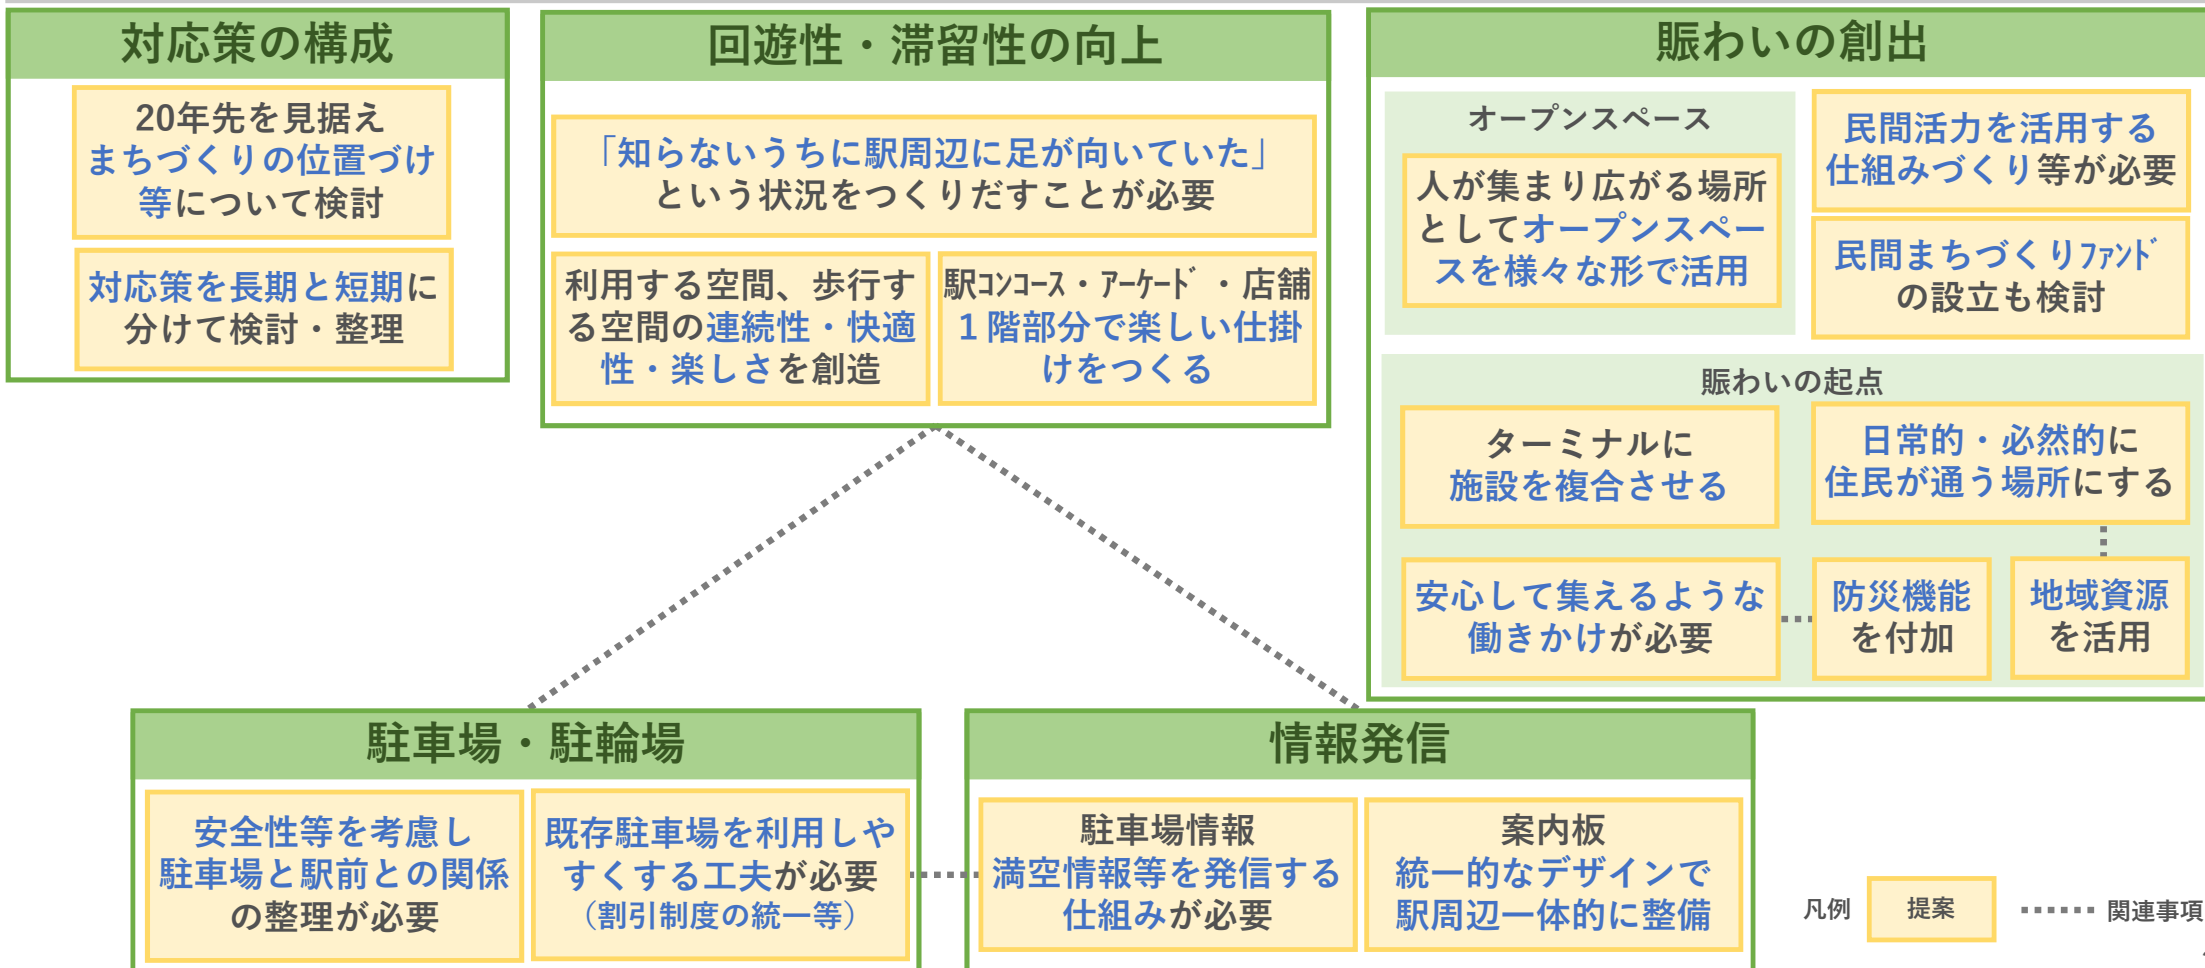 対応策の構成
20年先を見据え
まちづくりの位置づけ
等について検討
対応策を長期と短期に
分けて検討・整理
回遊性・滞留性の向上
「知らないうちに駅周辺に足が向いていた」
という状況をつくりだすことが必要
利用する空間、歩行す
る空間の連続性・快適
性・楽しさを創造
駅ｺﾝｺｰｽ・ｱｰｹｰﾄﾞ・店舗
１階部分で楽しい仕掛
けをつくる
賑わいの創出
オープンスペース
人が集まり広がる場所
としてオープンスペー
スを様々な形で活用
民間活力を活用する
仕組みづくり等が必要
民間まちづくりﾌｧﾝﾄﾞ
の設立も検討
賑わいの起点
ターミナルに
施設を複合させる
日常的・必然的に
住民が通う場所にする
安心して集えるような
働きかけが必要
防災機能
を付加
地域資源
を活用
駐車場・駐輪場
安全性等を考慮し
駐車場と駅前との関係
の整理が必要
既存駐車場を利用しや
すくする工夫が必要
（割引制度の統一等）
情報発信
駐車場情報
満空情報等を発信する
仕組みが必要
案内板
統一的なデザインで
駅周辺一体的に整備
凡例
提案
関連事項